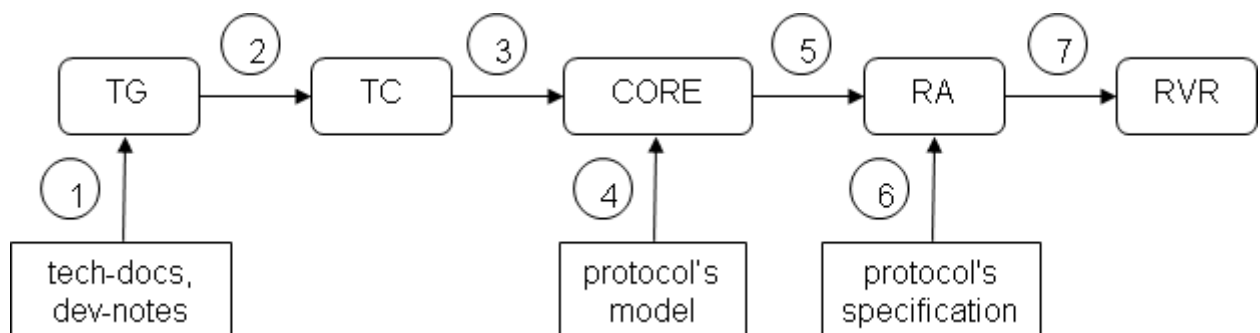 2
3
5
7
TG
TC
CORE
RA
RVR
1
4
6
tech-docs,
dev-notes
protocol's
model
protocol's
specification